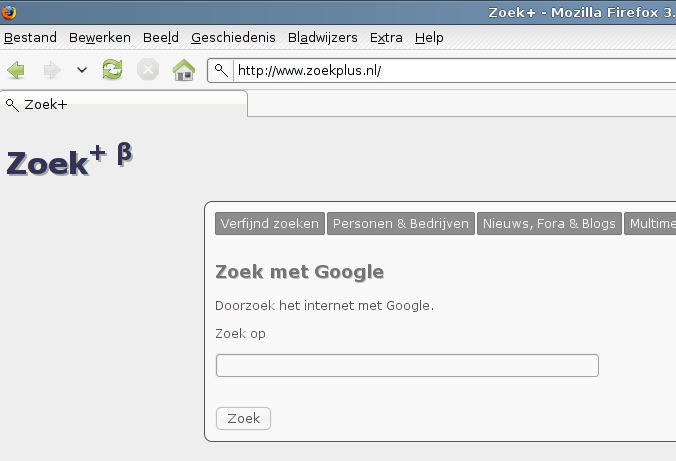 Zoek+ - Mozilla Firefox 3.
Bestand Bewerken Beeld Geschiedenis Bladwijzers Extra Help
http://www.zoekplus.nl/
Zoek+
Zoek+ β
Verfijnd zoeken Personen & Bedrijven Nieuws, Fora & Blogs Multime
Zoek met Google
Doorzoek het internet met Google.
Zoek op
Zoek